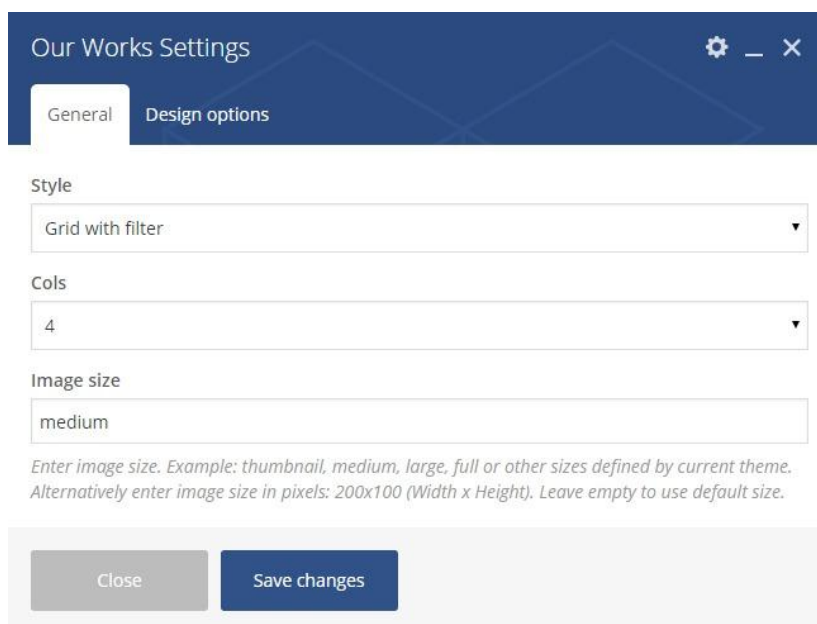 Our Works Settings
General Design options
Style
Grid with filter
Cols
4
Image size
medium
Enter image size. Example: thumbnail, medium, large, full or other sizes defined by current theme.
Alternatively enter image size in pixels: 200x100 (Width x Height). Leave empty to use default size.
Close Save changes